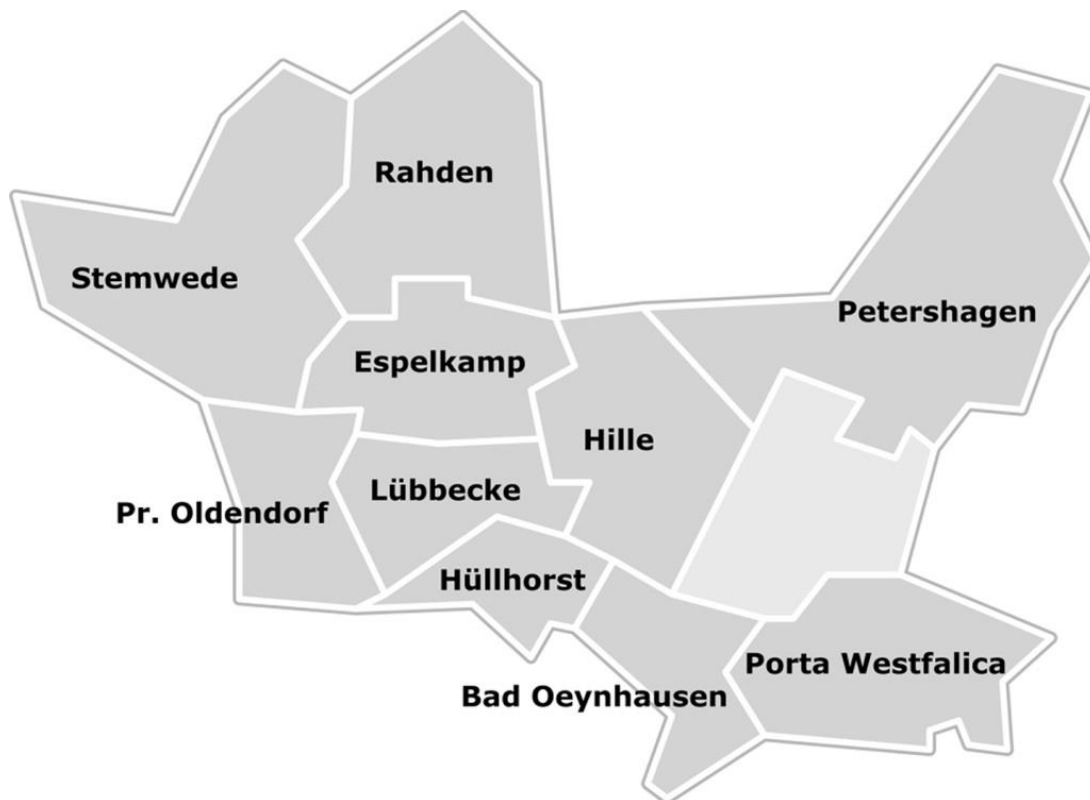 Rahden
Stemwede
Petershagen
Espelkamp
Hille
Lübbecke
Pr. Oldendorf
Hüllhorst
Porta Westfalica
Bad Oeynhausen